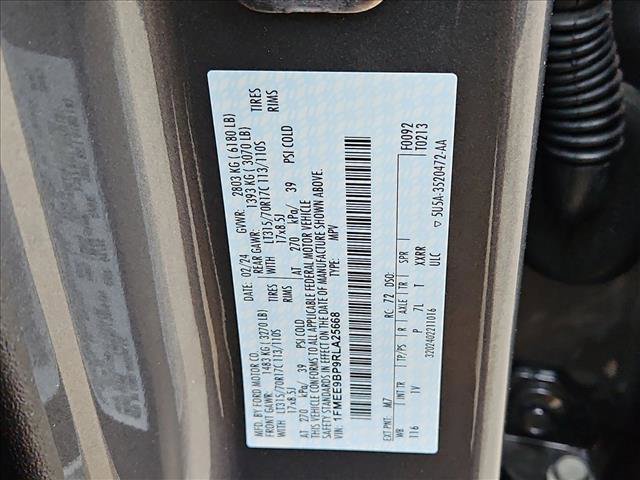 MFD. BY FORD MOTOR CO. DATE: 02/24 GVWR: 2803 KG ( 6180 LB)
FRONT GAWR: 1483 KG (3270 LB) REAR GAWR: 1393 KG ( 3070 LB)
LT315/70R17C 113/110S TIRES WITH LT315/70R17C 113/110S TIRES
17x8.5J RIMS 17x8.5J RIMS
AT 270 kPa/ 39 PSI COLD AT 270 kPa/ 39 PSI COLD
THIS VEHICLE CONFORMS TO ALL APPLICABLE FEDERAL MOTOR VEHICLE
SAFETY STANDARDS IN EFFECT ON THE DATE OF MANUFACTURE SHOWN ABOVE.
VIN: 1FMEE9BP9RLA25668 TYPE: MPV
F0092
T0213
EXT PNT: M7 RC: 72 DSO:
WB INT TR TP/PS R AXLE TR SPR
116 1V P 7L T XXRR
ULC
3202402211016 ▽ 5U5A-3520472-AA